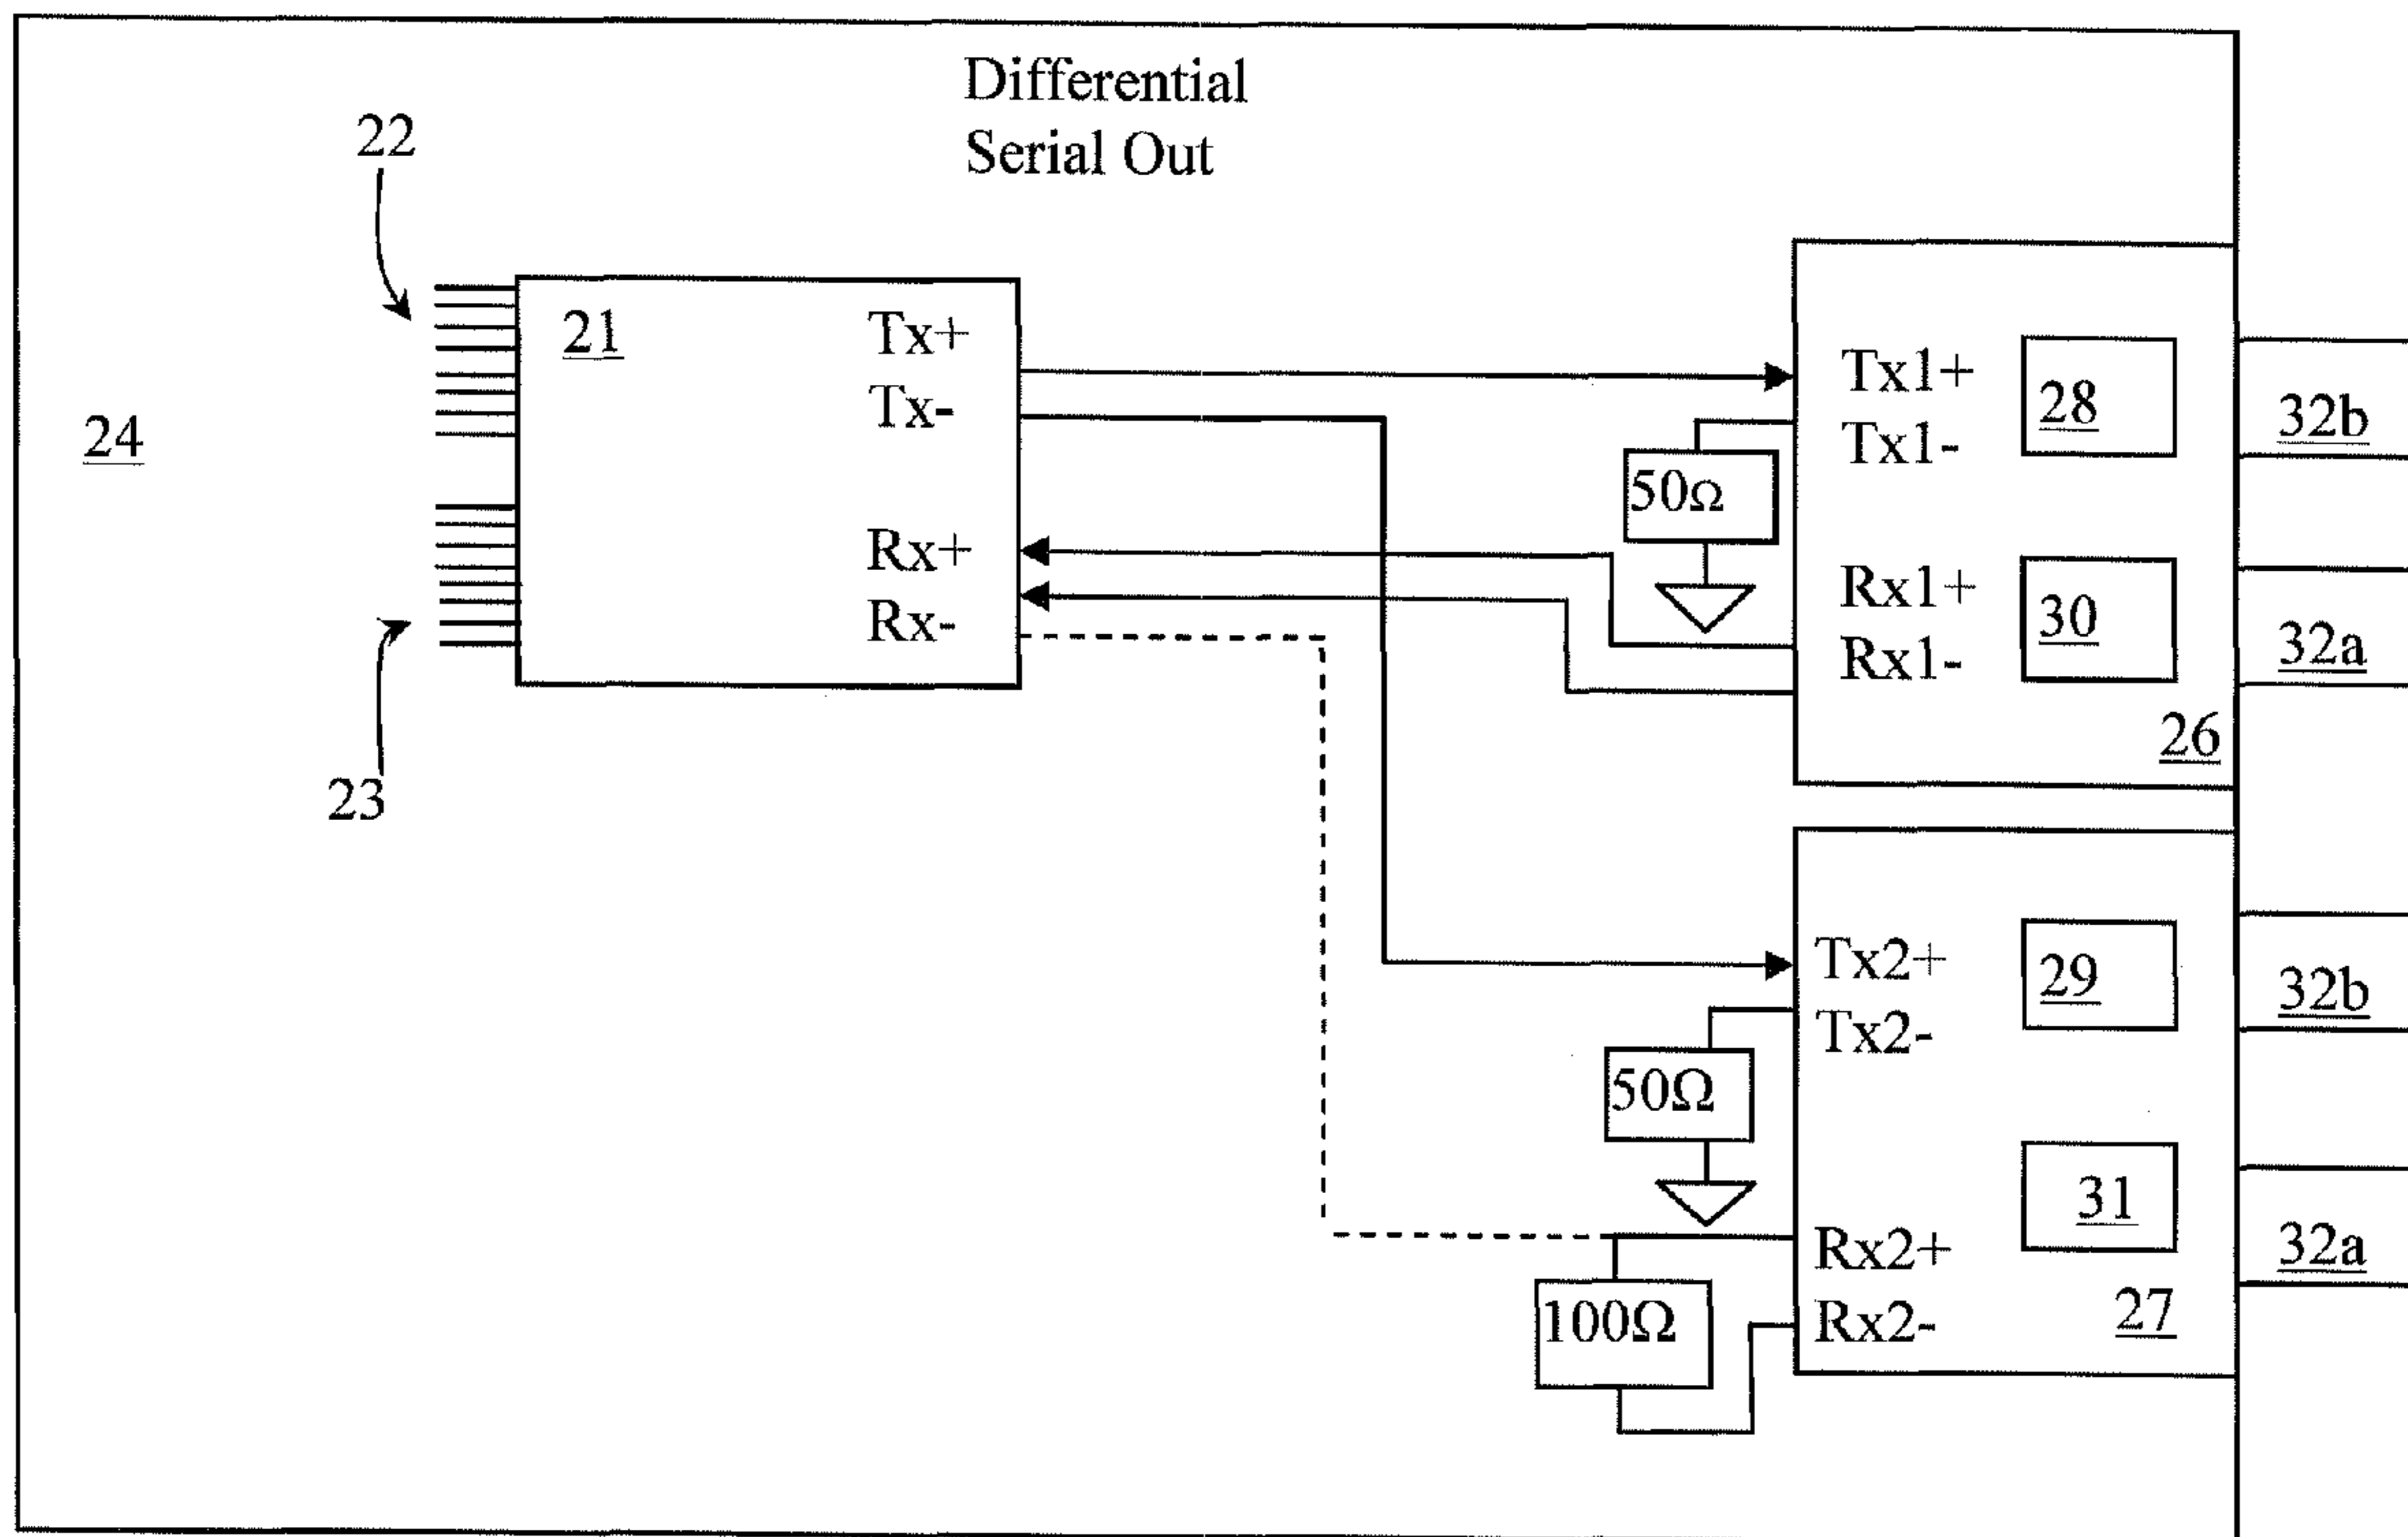 Differential
Serial Out
22
21
Tx+
Tx-
Rx+
Rx-
24
23
Tx1+
Tx1-
50Ω
Rx1+
Rx1-
28
30
26
32b
32a
Tx2+
Tx2-
50Ω
Rx2+
Rx2-
100Ω
29
31
27
32b
32a